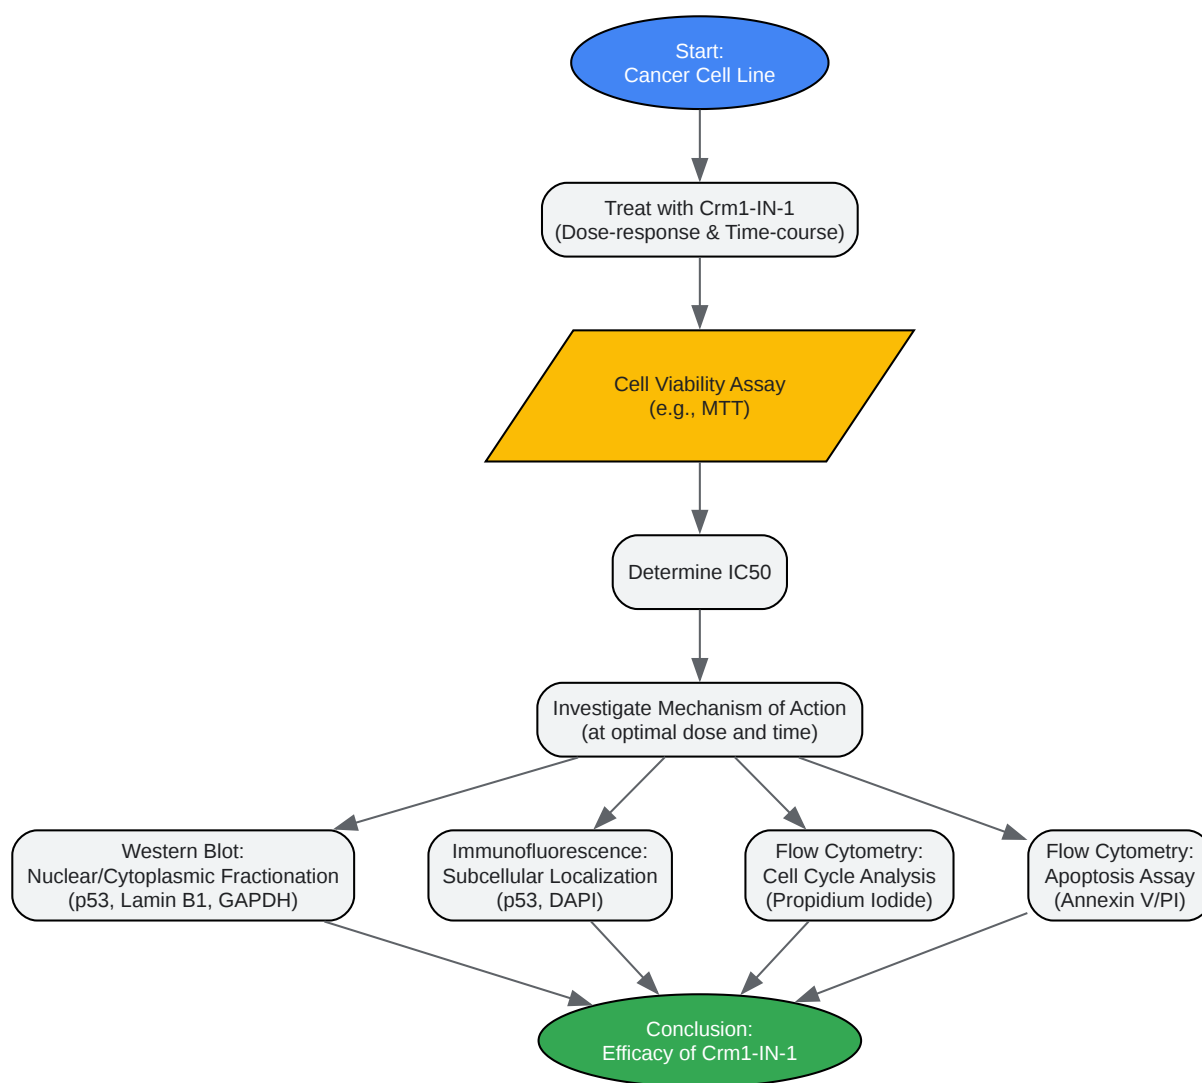 Start:
Cancer Cell Line
Treat with Crm1-IN-1
(Dose-response & Time-course)
Cell Viability Assay
(e.g., MTT)
Determine IC50
Investigate Mechanism of Action
(at optimal dose and time)
Western Blot:
Nuclear/Cytoplasmic Fractionation
(p53, Lamin B1, GAPDH)
Immunofluorescence:
Subcellular Localization
(p53, DAPI)
Flow Cytometry:
Cell Cycle Analysis
(Propidium Iodide)
Flow Cytometry:
Apoptosis Assay
(Annexin V/PI)
Conclusion:
Efficacy of Crm1-IN-1